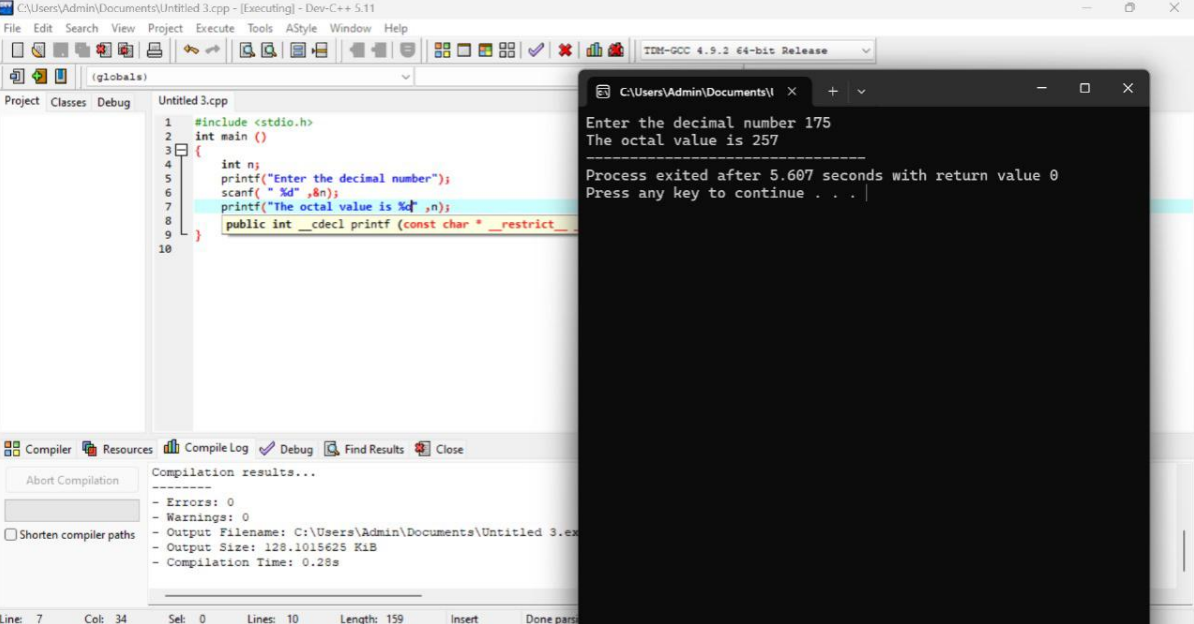 C:\Users\Admin\Documents\Untitled 3.cpp - [Executing] - Dev-C++ 5.11
File Edit Search View Project Execute Tools AStyle Window Help
TDM-GCC 4.9.2 64-bit Release
(globals)
Project Classes Debug
Untitled 3.cpp
1 #include <stdio.h>
2 int main ()
3 {
4 int n;
5 printf("Enter the decimal number");
6 scanf( " %d" ,&n);
7 printf("The octal value is %o" ,n);
8 public int __cdecl printf (const char * __restrict__
9 }
10
C:\Users\Admin\Documents\
Enter the decimal number 175
The octal value is 257
--------------------------------
Process exited after 5.607 seconds with return value 0
Press any key to continue . . .
Compiler Resources Compile Log Debug Find Results Close
Abort Compilation
Shorten compiler paths
Compilation results...
--------
- Errors: 0
- Warnings: 0
- Output Filename: C:\Users\Admin\Documents\Untitled 3.ex
- Output Size: 128.1015625 KiB
- Compilation Time: 0.28s
Line: 7 Col: 34 Sel: 0 Lines: 10 Length: 159 Insert Done parsi